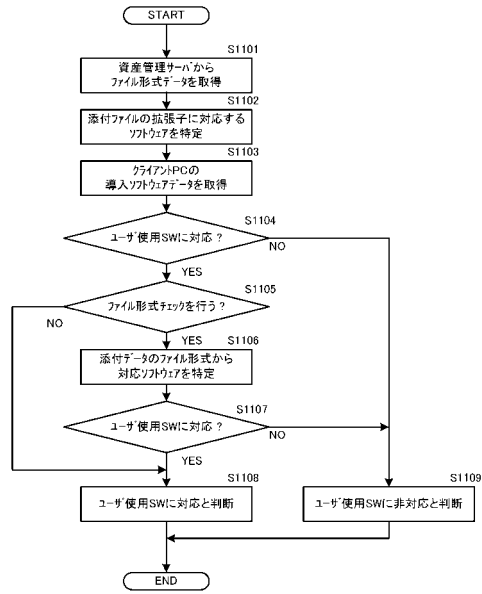 START
S1101
資産管理サーバから
ファイル形式データを取得
S1102
添付ファイルの拡張子に対応する
ソフトウェアを特定
S1103
クライアントPCの
導入ソフトウェアデータを取得
S1104
ユーザ使用SWに対応？
NO
YES
S1105
ファイル形式チェックを行う？
NO
YES
S1106
添付データのファイル形式から
対応ソフトウェアを特定
S1107
ユーザ使用SWに対応？
NO
YES
S1108
ユーザ使用SWに対応と判断
S1109
ユーザ使用SWに非対応と判断
END